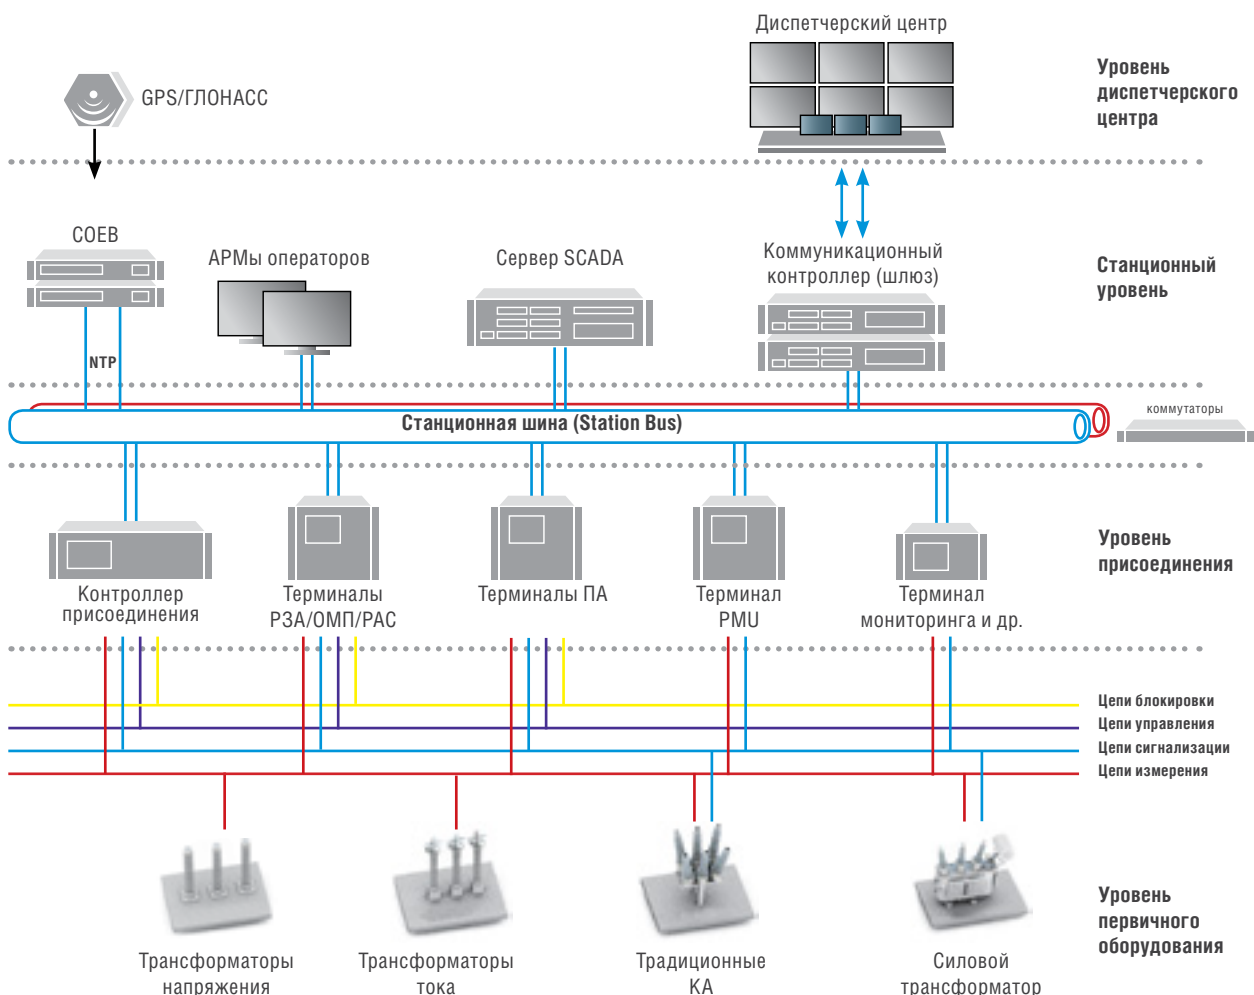 Диспетчерский центр
GPS/ГЛОНАСС
Уровень
диспетчерского
центра
СОЕВ
АРМы операторов
Сервер SCADA
Коммуникационный
контроллер (шлюз)
Станционный
уровень
NTP
Станционная шина (Station Bus)
коммутаторы
Контроллер
присоединения
Терминалы
РЗА/ОМП/РАС
Терминалы ПА
Терминал
PMU
Терминал
мониторинга и др.
Уровень
присоединения
Цепи блокировки
Цепи управления
Цепи сигнализации
Цепи измерения
Трансформаторы
напряжения
Трансформаторы
тока
Традиционные
КА
Силовой
трансформатор
Уровень
первичного
оборудования